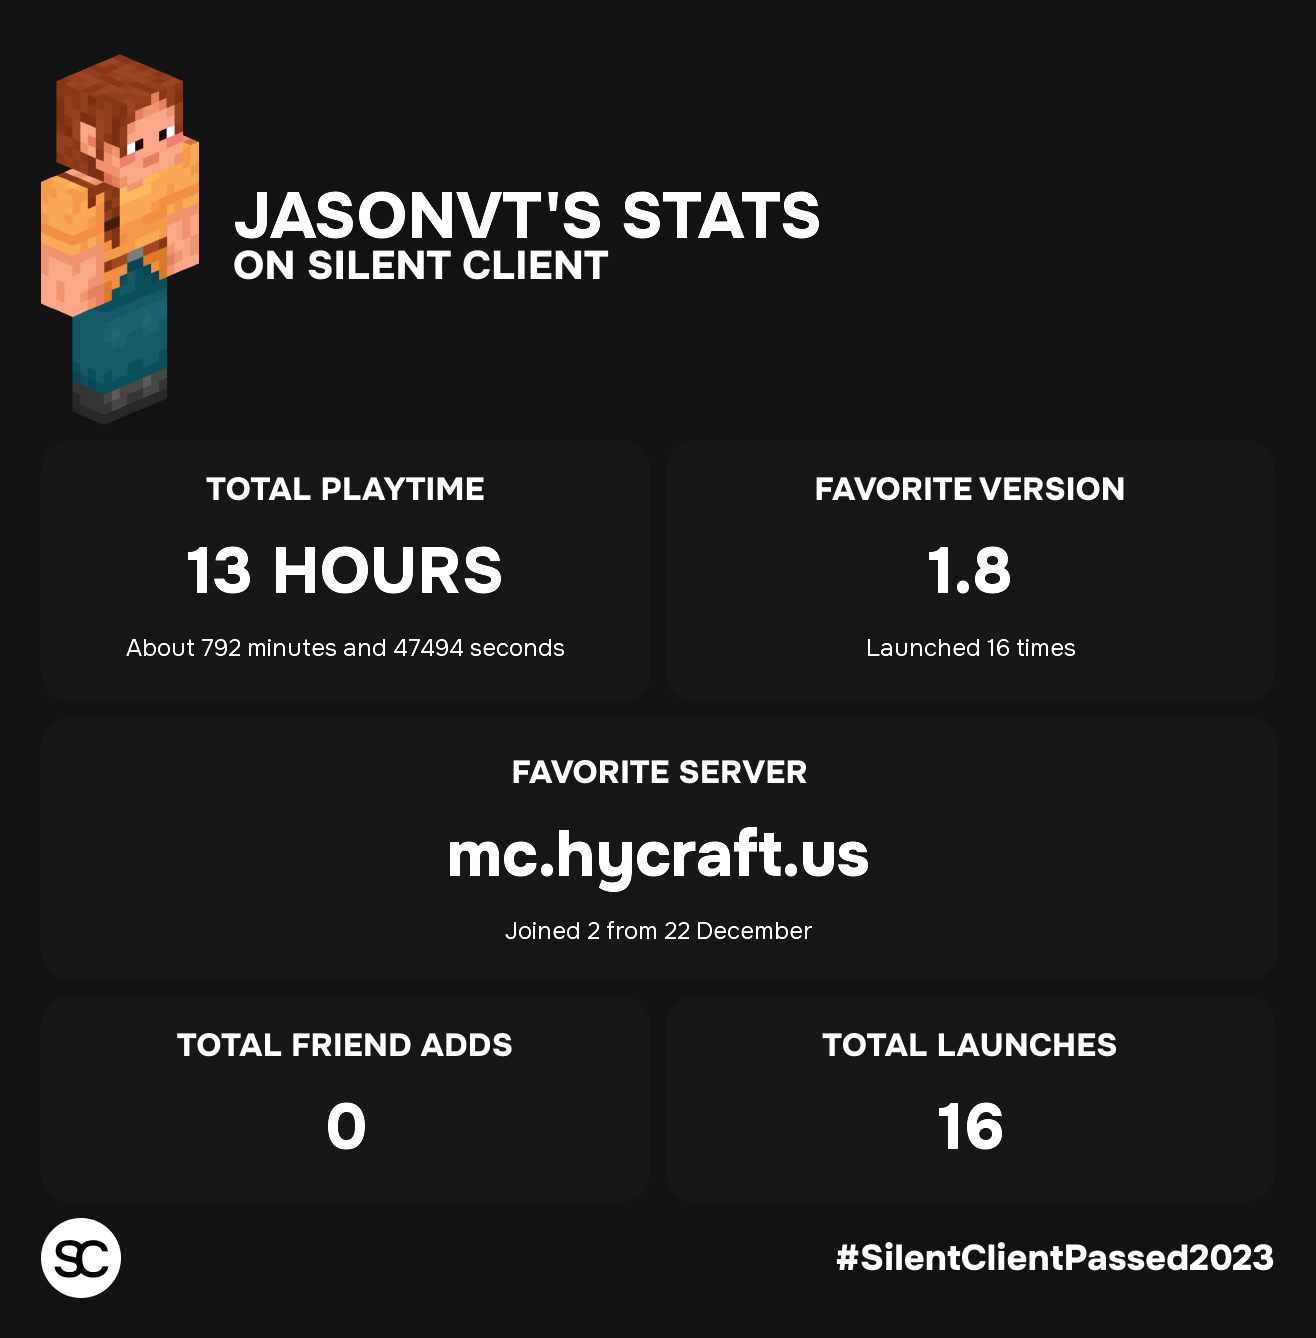 JASONVT'S STATS
ON SILENT CLIENT
TOTAL PLAYTIME
13 HOURS
About 792 minutes and 47494 seconds
FAVORITE VERSION
1.8
Launched 16 times
FAVORITE SERVER
mc.hycraft.us
Joined 2 from 22 December
TOTAL FRIEND ADDS
0
TOTAL LAUNCHES
16
SC
#SilentClientPassed2023